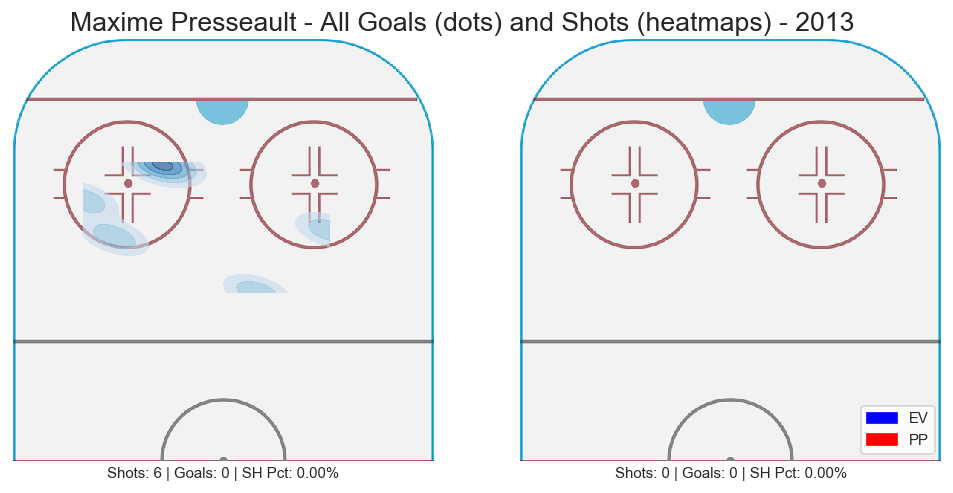 Maxime Presseault - All Goals (dots) and Shots (heatmaps) - 2013
EV
PP
Shots: 6 | Goals: 0 | SH Pct: 0.00%
Shots: 0 | Goals: 0 | SH Pct: 0.00%